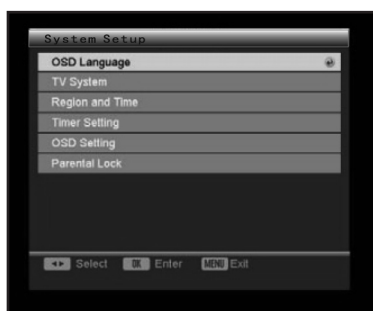 System Setup
OSD Language
TV System
Region and Time
Timer Setting
OSD Setting
Parental Lock
◄► Select OK Enter MENU Exit